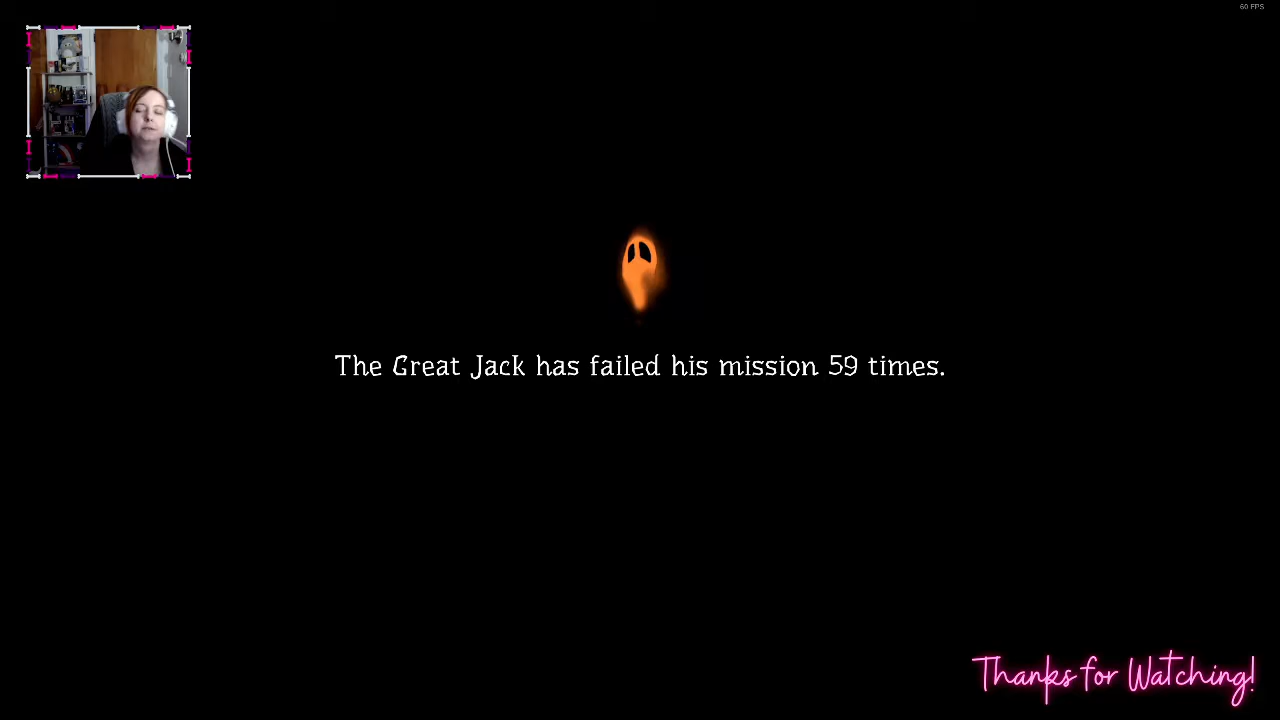 60 FPS
The Great Jack has failed his mission 59 times.
Thanks for Watching!